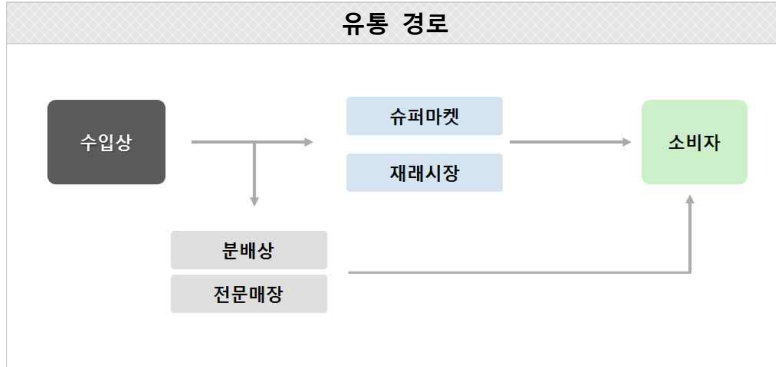 유통 경로
수입상
슈퍼마켓
재래시장
소비자
분배상
전문매장